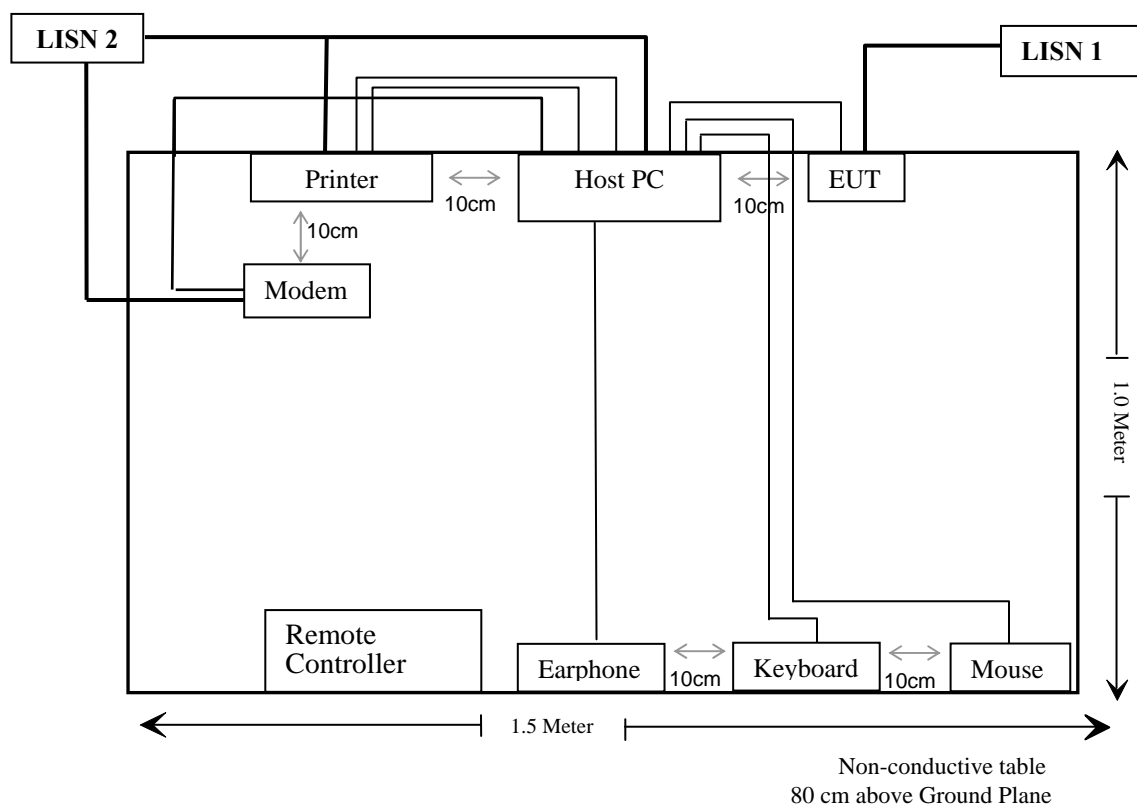 LISN 2
LISN 1
Printer
Host PC
EUT
10cm
10cm
10cm
Modem
1.0 Meter
Remote
Controller
Earphone
Keyboard
Mouse
10cm
10cm
1.5 Meter
Non-conductive table
80 cm above Ground Plane